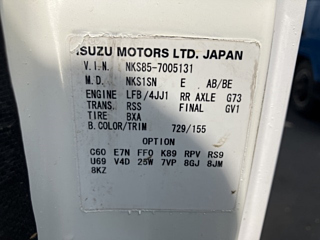 ISUZU MOTORS LTD. JAPAN
V.I.N. NKS85-7005131
M.D. NKS1SN E AB/BE
ENGINE LFB/4JJ1 RR AXLE G73
TRANS. RSS FINAL GV1
TIRE BXA
B.COLOR/TRIM 729/155
OPTION
C60 E7N FF0 K89 RPV RS9
U69 V4D 25W 7VP 8GJ 8JM
8KZ